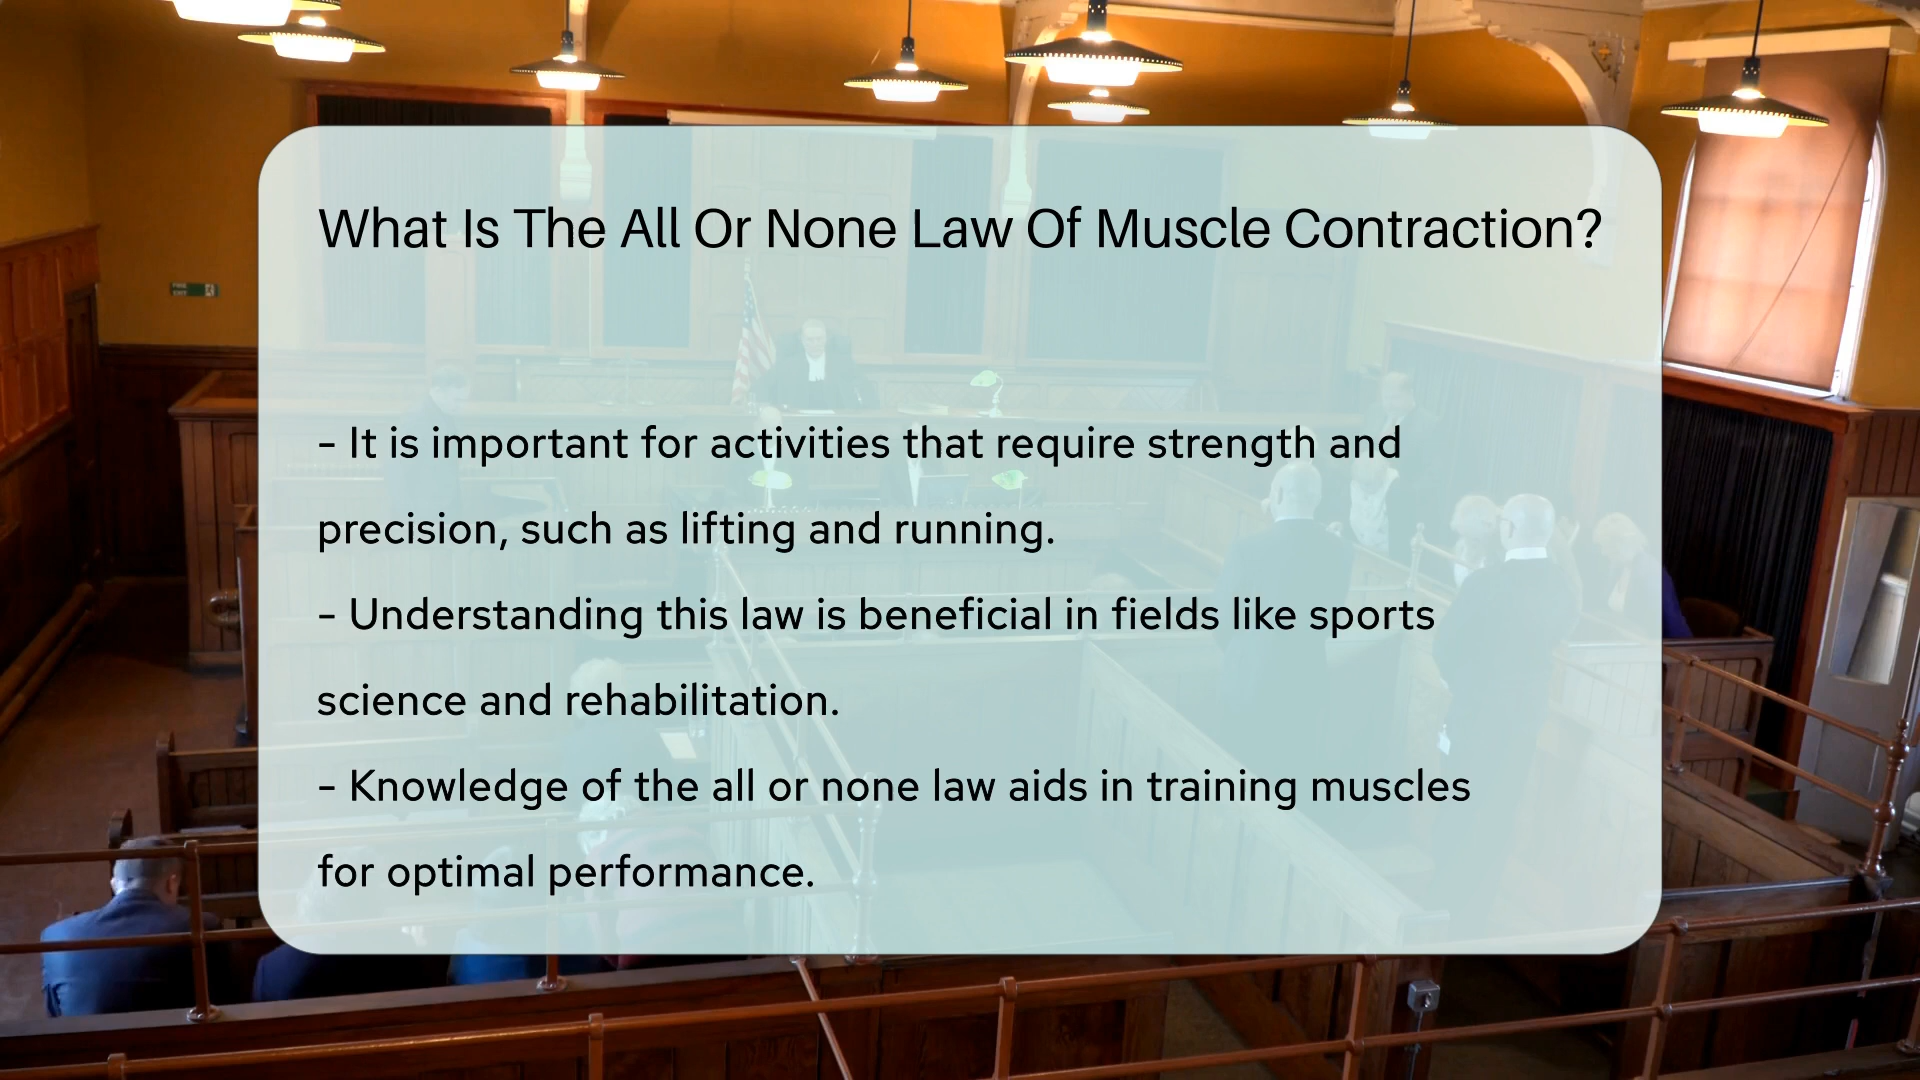 What Is The All Or None Law Of Muscle Contraction?
- It is important for activities that require strength and
precision, such as lifting and running.
- Understanding this law is beneficial in fields like sports
science and rehabilitation.
- Knowledge of the all or none law aids in training muscles
for optimal performance.